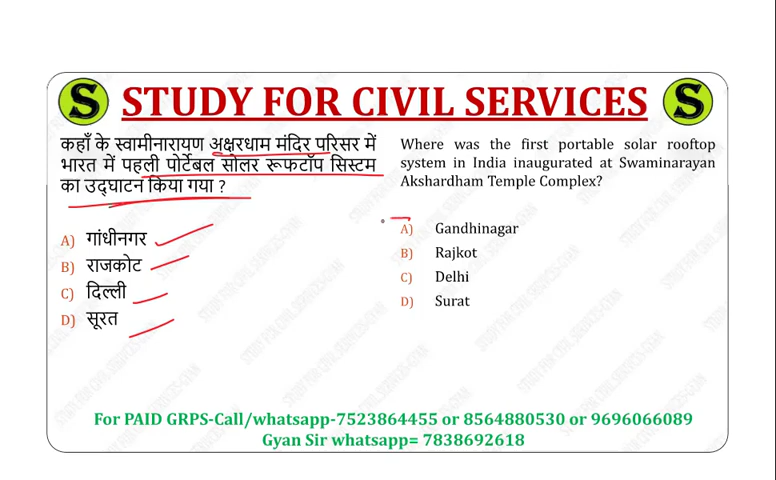 S STUDY FOR CIVIL SERVICES S
कहाँ के स्वामीनारायण अक्षरधाम मंदिर परिसर में
भारत में पहली पोर्टेबल सोलर रूफटॉप सिस्टम
का उद्घाटन किया गया ?
A) गांधीनगर
B) राजकोट
C) दिल्ली
D) सूरत
Where was the first portable solar rooftop
system in India inaugurated at Swaminarayan
Akshardham Temple Complex?
A) Gandhinagar
B) Rajkot
C) Delhi
D) Surat
For PAID GRPS-Call/whatsapp-7523864455 or 8564880530 or 9696066089
Gyan Sir whatsapp= 7838692618